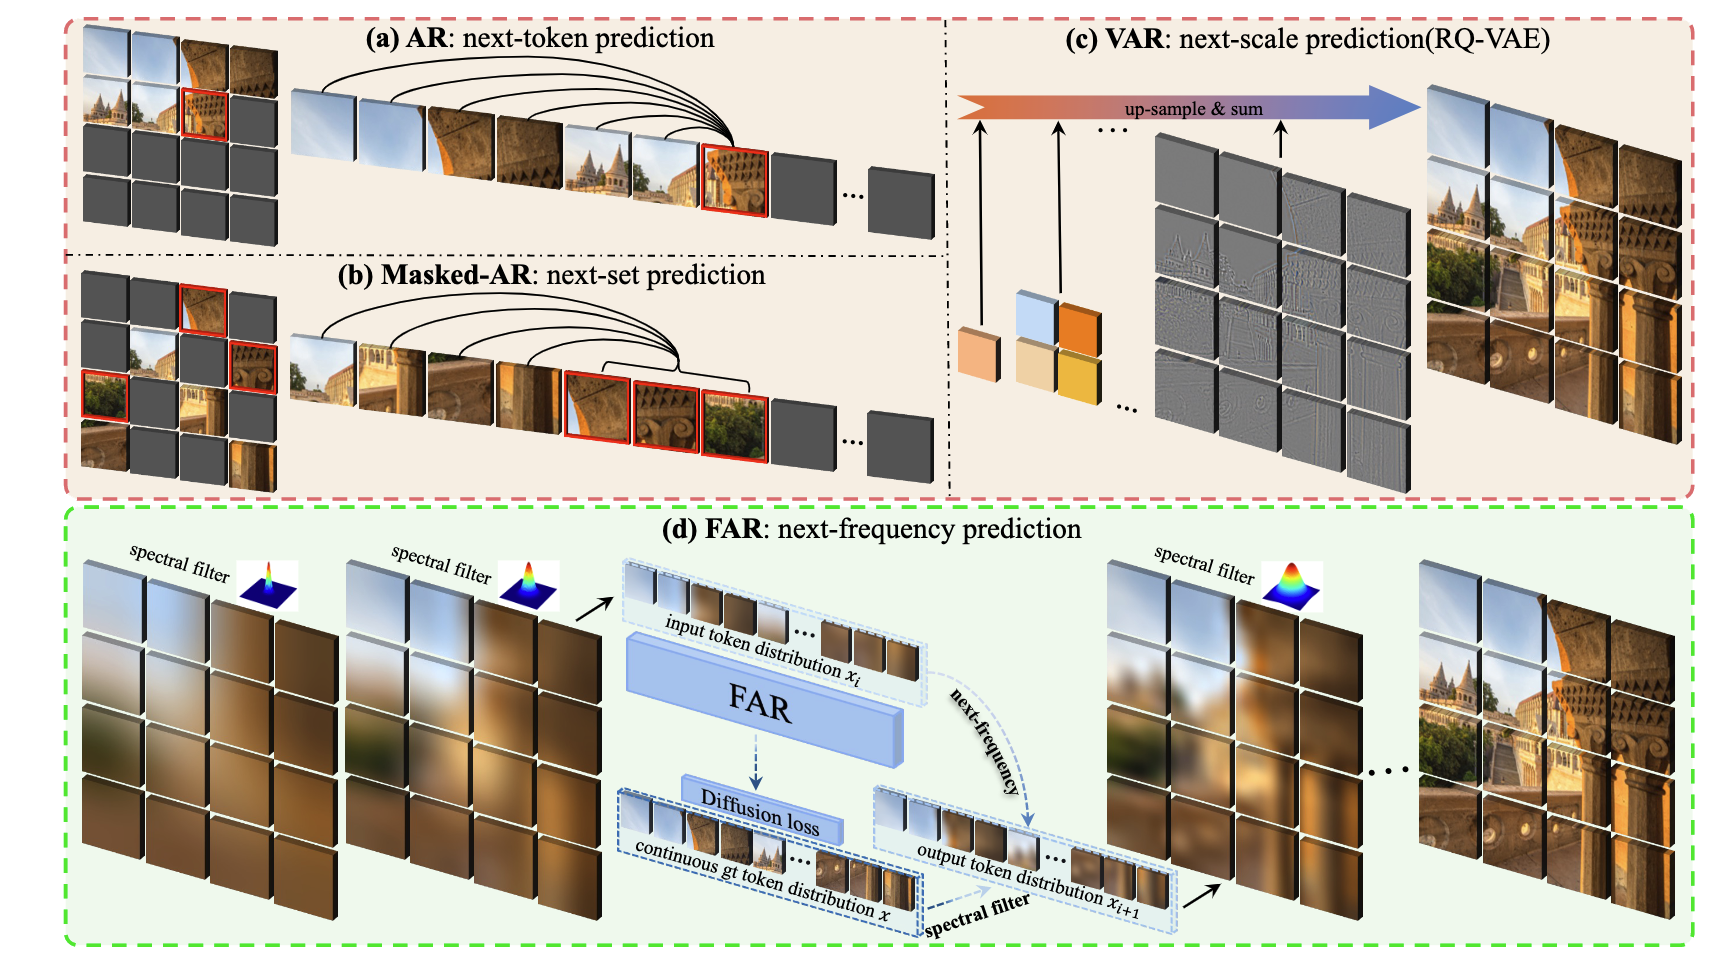 (a) AR: next-token prediction
...
(b) Masked-AR: next-set prediction
...
(c) VAR: next-scale prediction(RQ-VAE)
up-sample & sum
...
...
(d) FAR: next-frequency prediction
spectral filter
spectral filter
...
input token distribution xᵢ
FAR
next-frequency
Diffusion loss
...
continuous gt token distribution x
spectral filter
...
output token distribution xᵢ₊₁
spectral filter
...